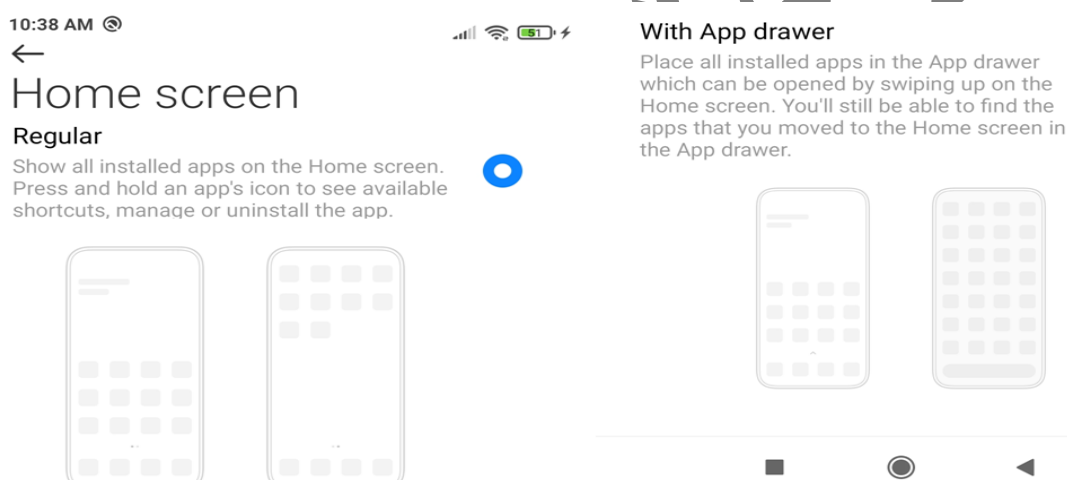 10:38 AM
51
Home screen
Regular
Show all installed apps on the Home screen.
Press and hold an app's icon to see available
shortcuts, manage or uninstall the app.
With App drawer
Place all installed apps in the App drawer
which can be opened by swiping up on the
Home screen. You'll still be able to find the
apps that you moved to the Home screen in
the App drawer.